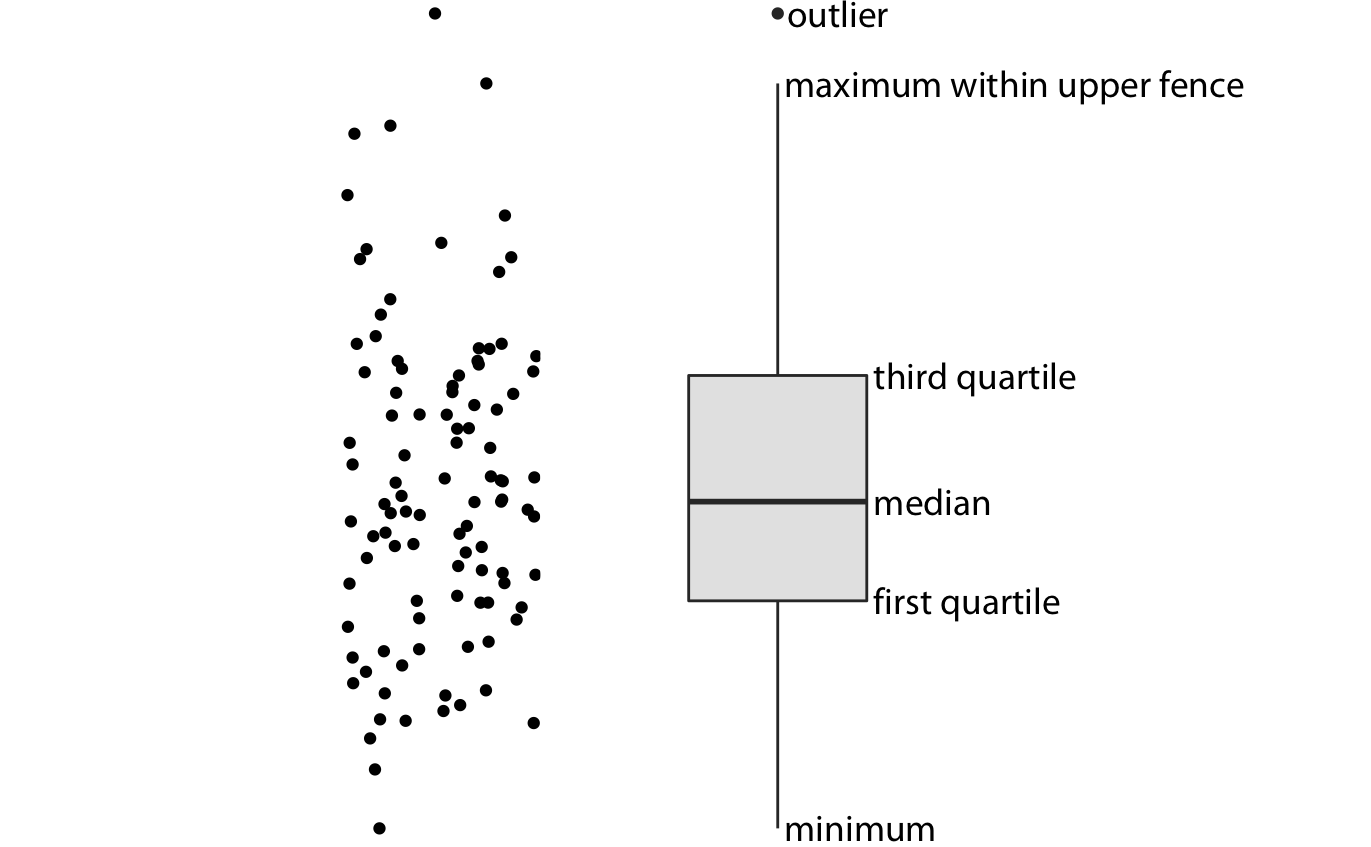 outlier
maximum within upper fence
third quartile
median
first quartile
minimum